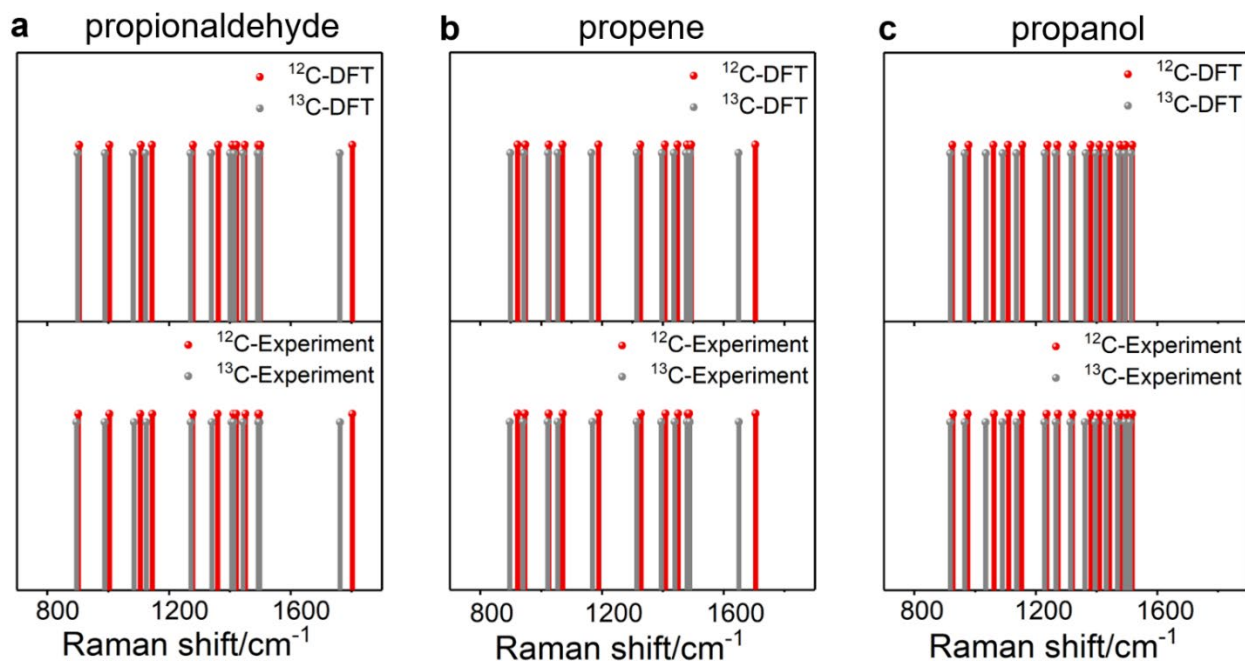 a propionaldehyde
¹²C-DFT
¹³C-DFT
¹²C-Experiment
¹³C-Experiment
800 1200 1600
Raman shift/cm⁻¹
b propene
¹²C-DFT
¹³C-DFT
¹²C-Experiment
¹³C-Experiment
800 1200 1600
Raman shift/cm⁻¹
c propanol
¹²C-DFT
¹³C-DFT
¹²C-Experiment
¹³C-Experiment
800 1200 1600
Raman shift/cm⁻¹